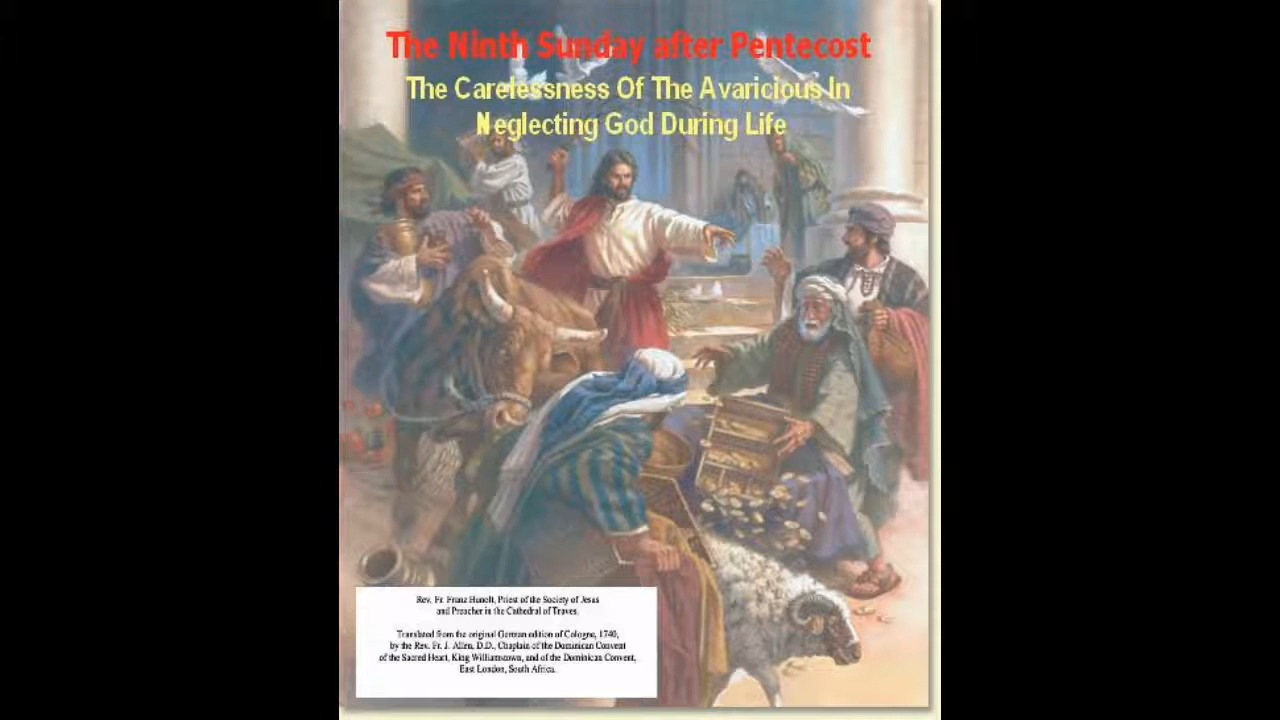 The Ninth Sunday after Pentecost
The Carelessness Of The Avaricious In
Neglecting God During Life
Rev. Fr. Franz Hunolt, Priest of the Society of Jesus
and Preacher in the Cathedral of Treves.
Translated from the original German edition of Cologne, 1740,
by the Rev. Fr. J. Allen, D.D., Chaplain of the Dominican Convent
of the Sacred Heart, King Williamstown, and of the Dominican Convent,
East London, South Africa.